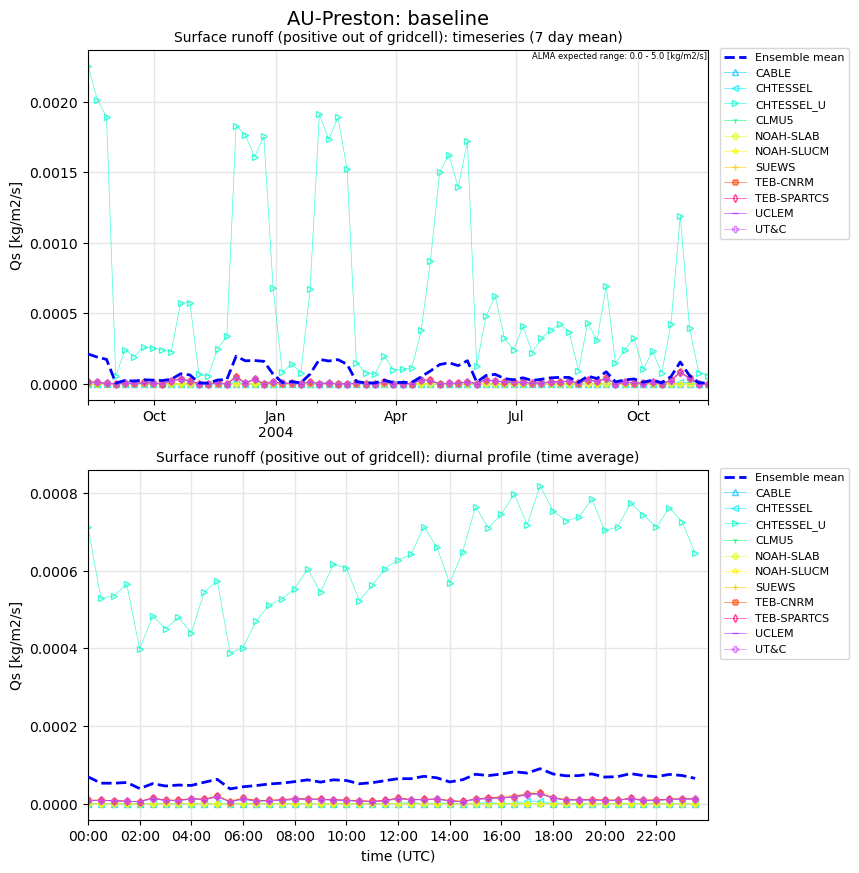 AU-Preston: baseline
Surface runoff (positive out of gridcell): timeseries (7 day mean)
ALMA expected range: 0.0 - 5.0 [kg/m2/s]
Qs [kg/m2/s]
0.0020
0.0015
0.0010
0.0005
0.0000
Oct
Jan
2004
Apr
Jul
Oct
Ensemble mean
CABLE
CHTESSEL
CHTESSEL_U
CLMU5
NOAH-SLAB
NOAH-SLUCM
SUEWS
TEB-CNRM
TEB-SPARTCS
UCLEM
UT&C
Surface runoff (positive out of gridcell): diurnal profile (time average)
Qs [kg/m2/s]
0.0008
0.0006
0.0004
0.0002
0.0000
00:00
02:00
04:00
06:00
08:00
10:00
12:00
14:00
16:00
18:00
20:00
22:00
time (UTC)
Ensemble mean
CABLE
CHTESSEL
CHTESSEL_U
CLMU5
NOAH-SLAB
NOAH-SLUCM
SUEWS
TEB-CNRM
TEB-SPARTCS
UCLEM
UT&C